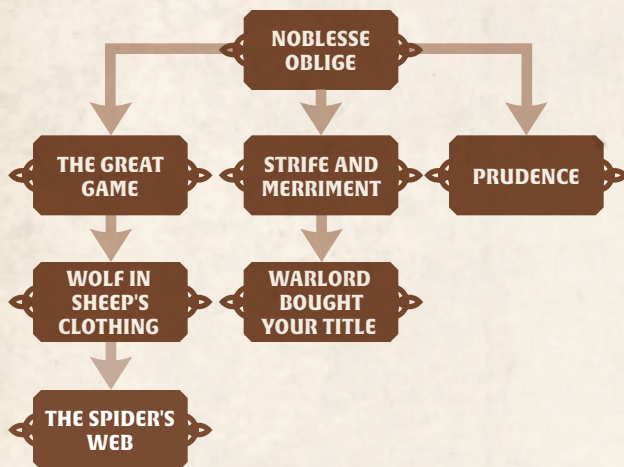 NOBLESSE
OBLIGE
THE GREAT
GAME
STRIFE AND
MERRIMENT
PRUDENCE
WOLF IN
SHEEP'S
CLOTHING
WARLORD
BOUGHT
YOUR TITLE
THE SPIDER'S
WEB